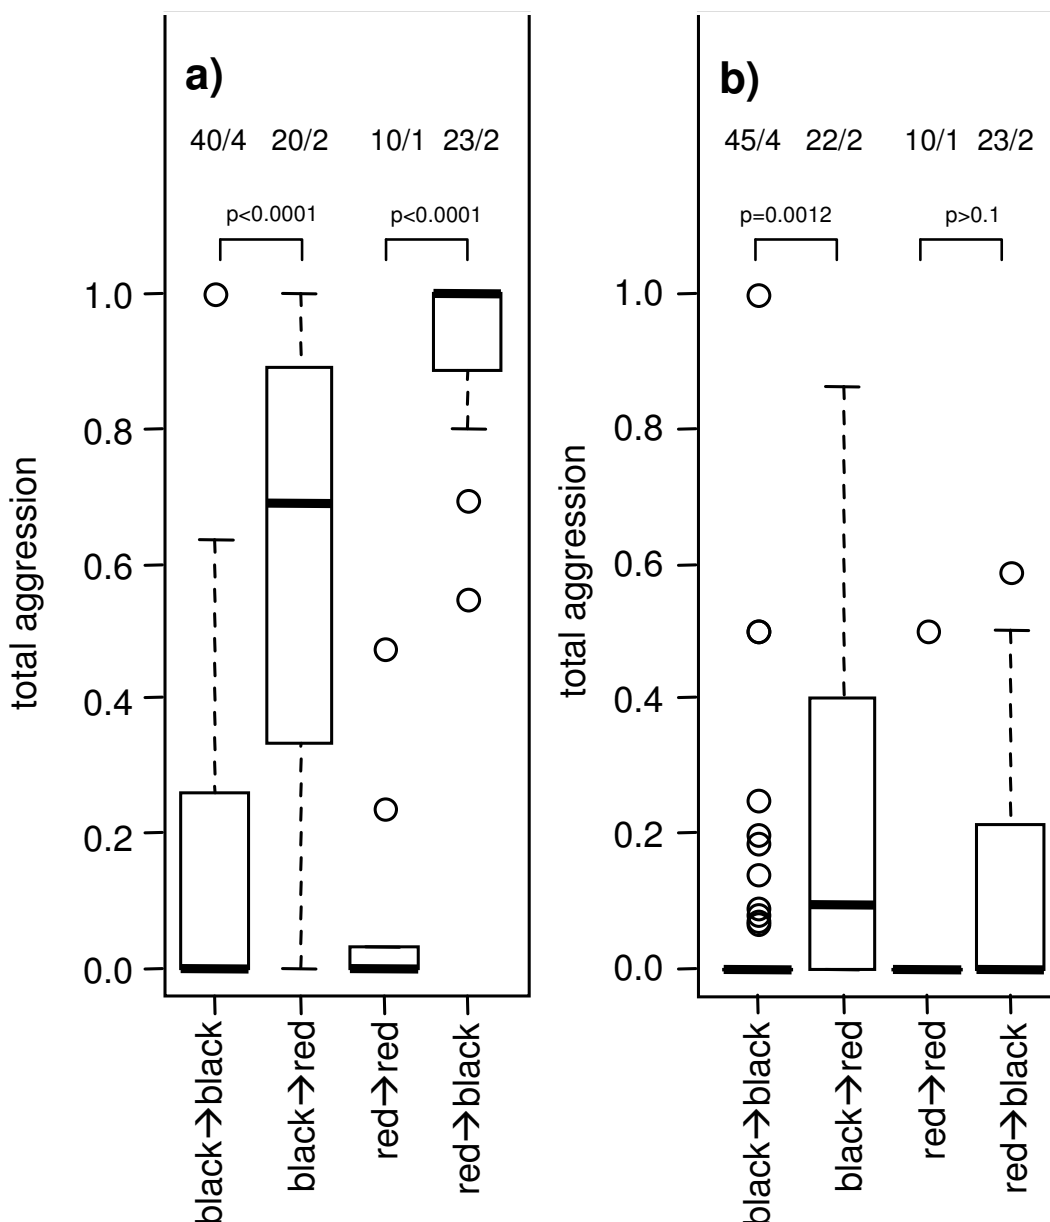 a)
40/4 20/2 10/1 23/2
p<0.0001 p<0.0001
1.0
0.8
0.6
0.4
0.2
0.0
total aggression
black→black
black→red
red→red
red→black
b)
45/4 22/2 10/1 23/2
p=0.0012 p>0.1
1.0
0.8
0.6
0.4
0.2
0.0
total aggression
black→black
black→red
red→red
red→black